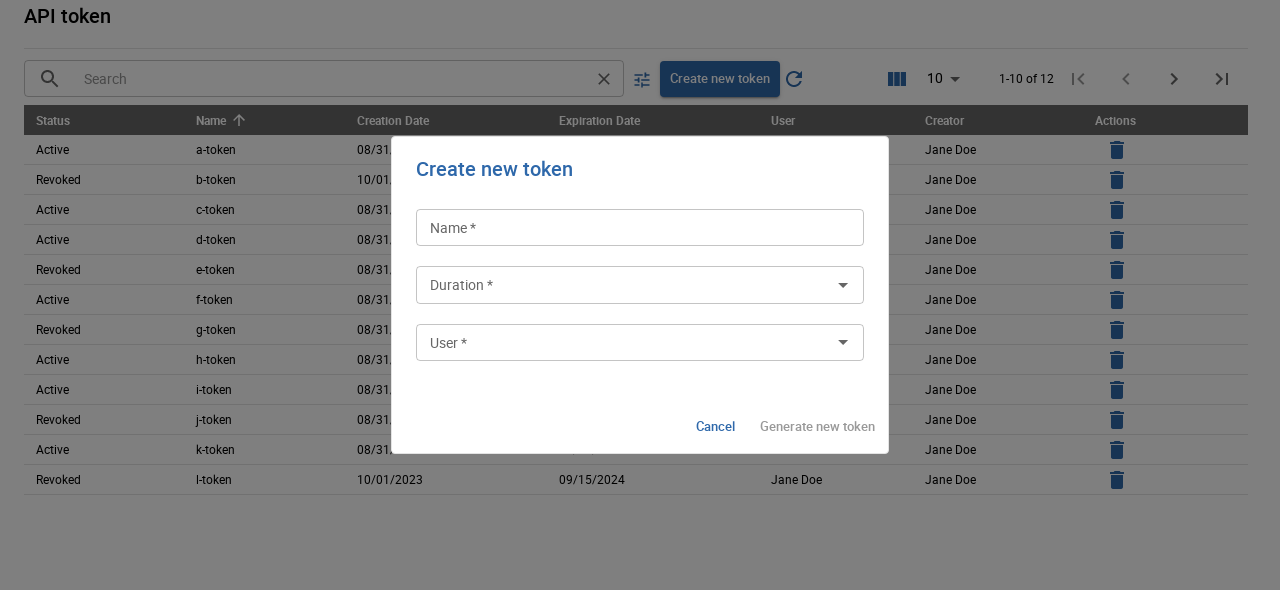 API token
Search
Create new token
10
1-10 of 12
Status Name Creation Date Expiration Date User Creator Actions
Active a-token 08/31 Jane Doe
Revoked b-token 10/01 Jane Doe
Active c-token 08/31 Jane Doe
Active d-token 08/31 Jane Doe
Revoked e-token 08/31 Jane Doe
Active f-token 08/31 Jane Doe
Revoked g-token 08/31 Jane Doe
Active h-token 08/31 Jane Doe
Active i-token 08/31 Jane Doe
Revoked j-token 08/31 Jane Doe
Active k-token 08/31 Jane Doe
Revoked l-token 10/01/2023 09/15/2024 Jane Doe Jane Doe
Create new token
Name *
Duration *
User *
Cancel Generate new token